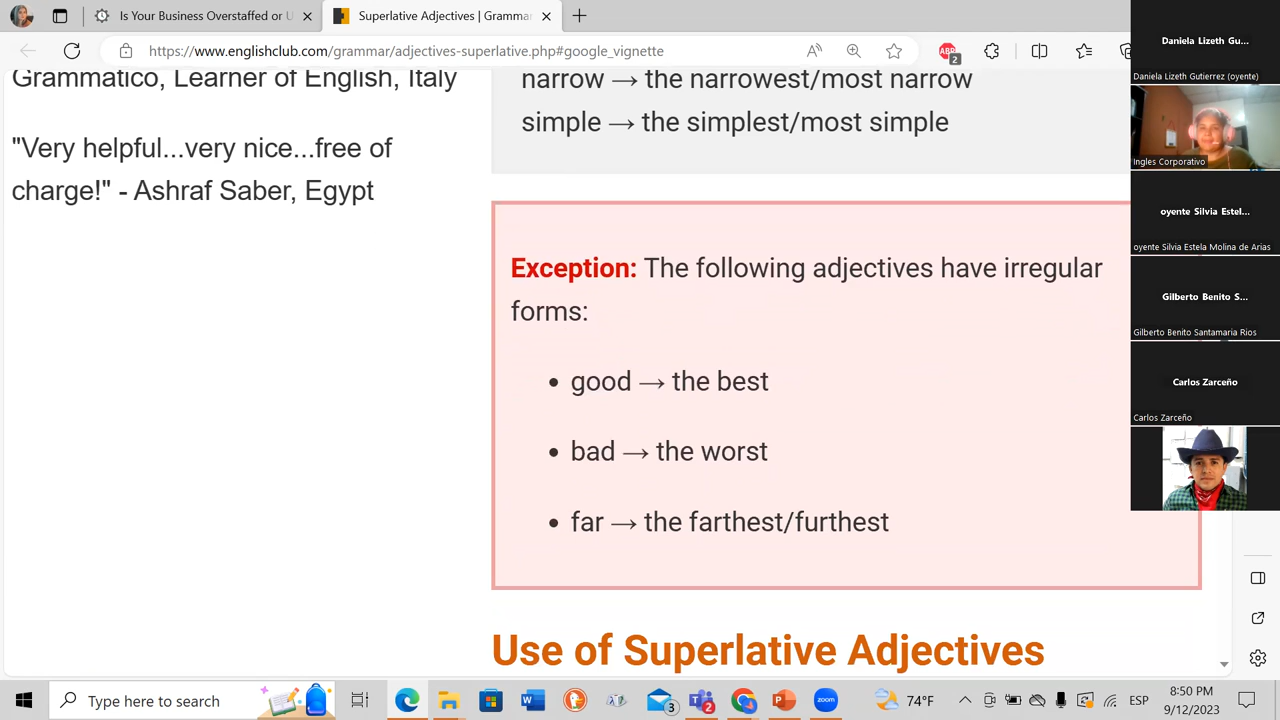 Is Your Business Overstaffed or U
Superlative Adjectives | Gramma
https://www.englishclub.com/grammar/adjectives-superlative.php#google_vignette
ABP
2
Grammatico, Learner of English, Italy
"Very helpful...very nice...free of
charge!" - Ashraf Saber, Egypt
narrow → the narrowest/most narrow
simple → the simplest/most simple
Exception: The following adjectives have irregular
forms:
• good → the best
• bad → the worst
• far → the farthest/furthest
Use of Superlative Adjectives
Daniela Lizeth Gu...
Daniela Lizeth Gutierrez (oyente)
Ingles Corporativo
oyente Silvia Estel...
oyente Silvia Estela Molina de Arias
Gilberto Benito S...
Gilberto Benito Santamaria Rios
Carlos Zarceño
Carlos Zarceño
Type here to search
3
2
zoom
74°F
ESP
8:50 PM
9/12/2023